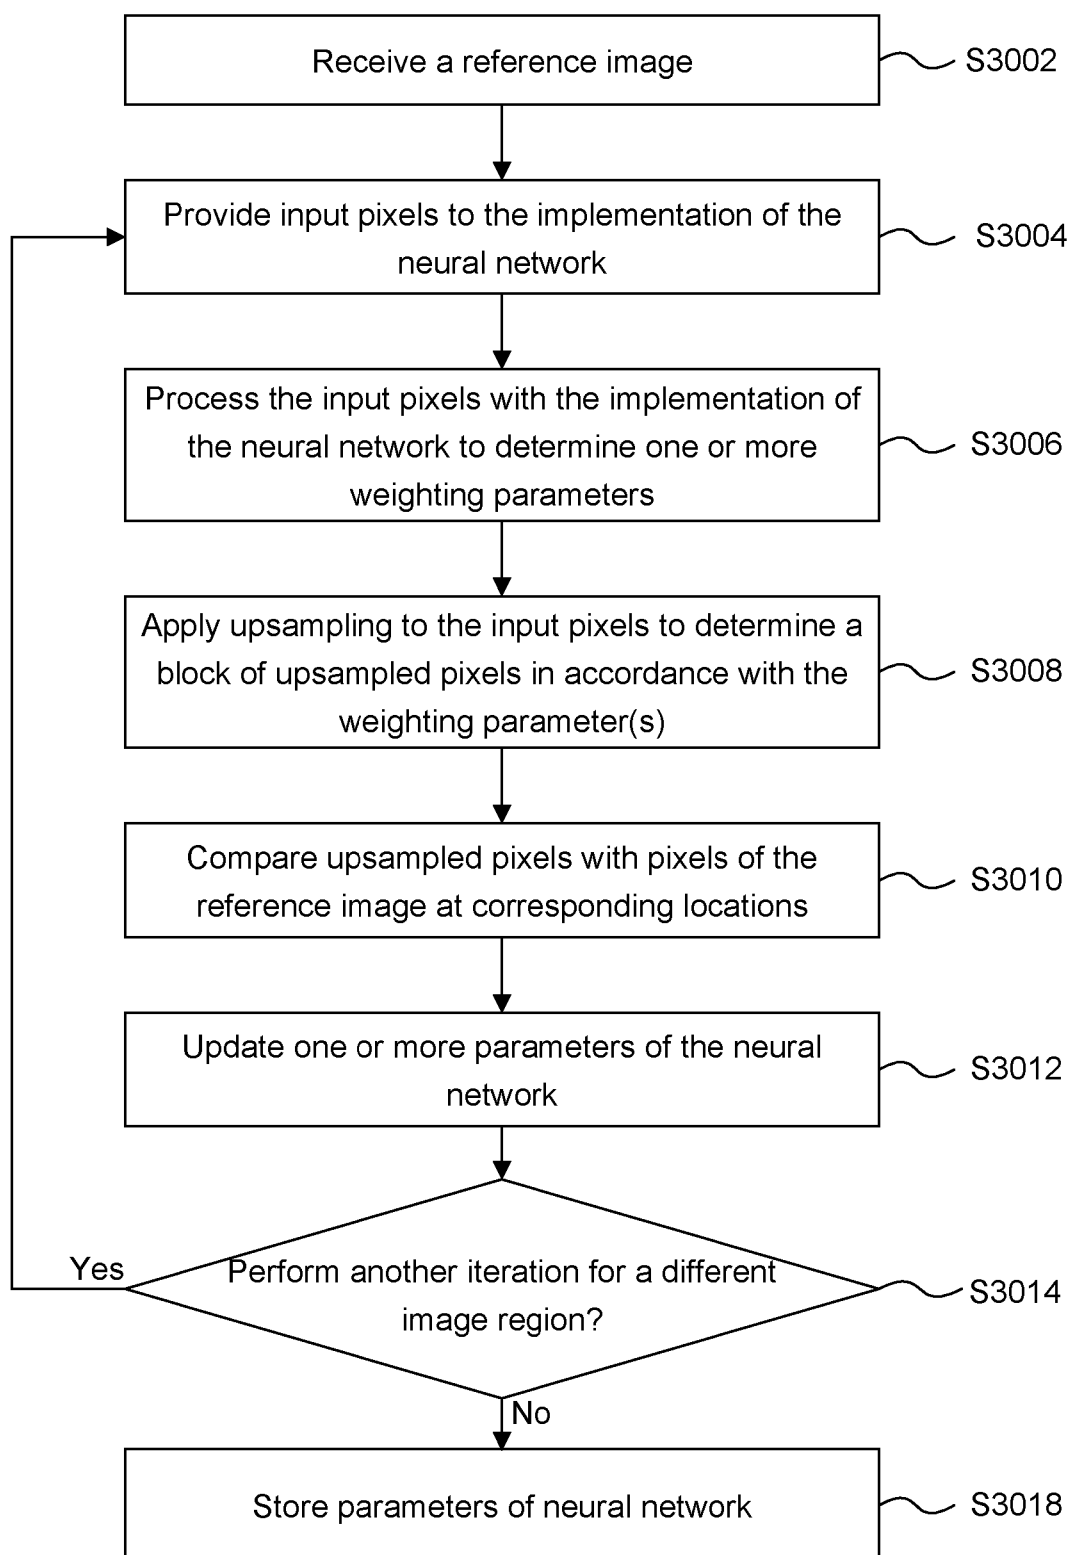 Receive a reference image
S3002
Provide input pixels to the implementation of the
neural network
S3004
Process the input pixels with the implementation of
the neural network to determine one or more
weighting parameters
S3006
Apply upsampling to the input pixels to determine a
block of upsampled pixels in accordance with the
weighting parameter(s)
S3008
Compare upsampled pixels with pixels of the
reference image at corresponding locations
S3010
Update one or more parameters of the neural
network
S3012
Yes
Perform another iteration for a different
image region?
S3014
No
Store parameters of neural network
S3018